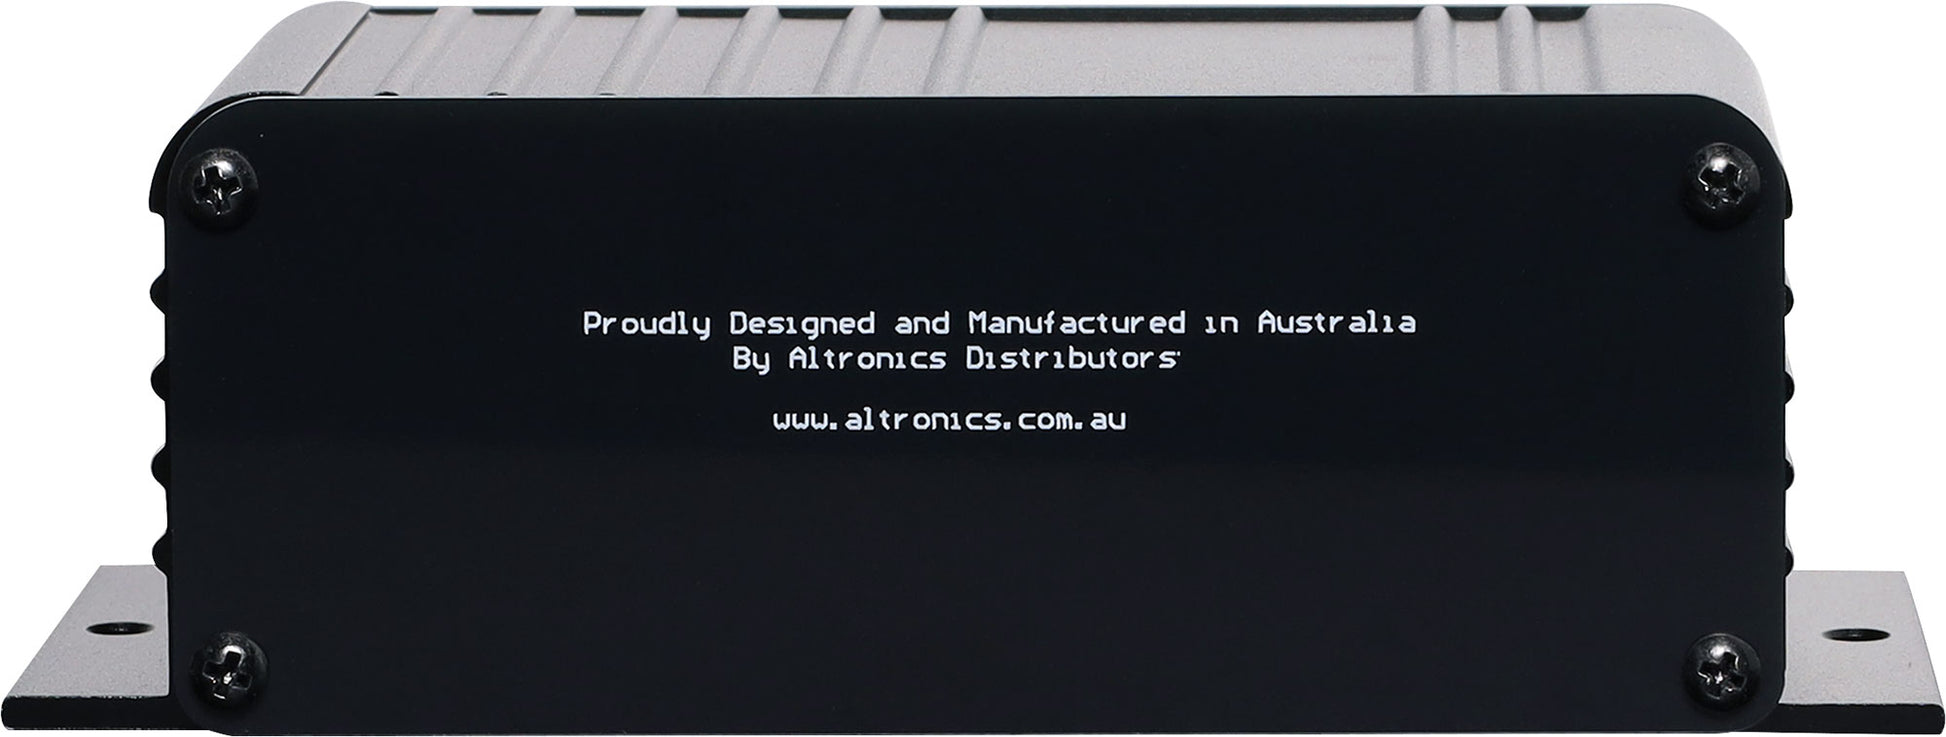 Proudly Designed and Manufactured in Australia
By Altronics Distributors
www.altronics.com.au